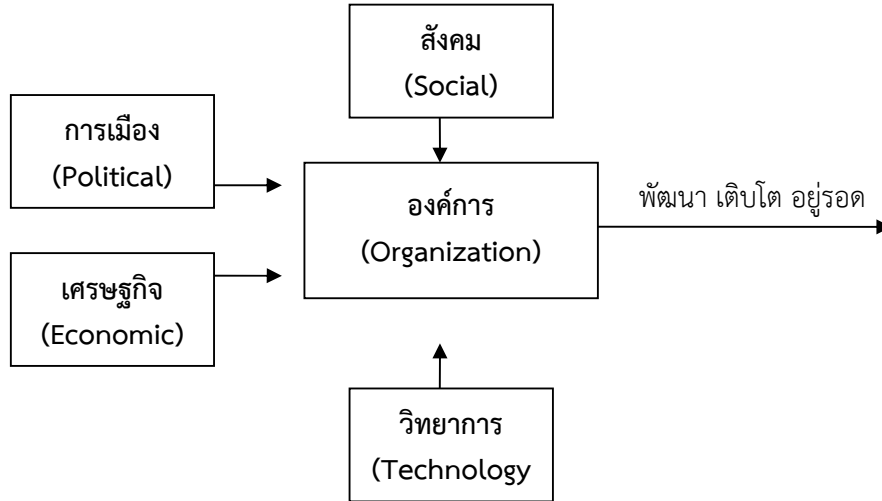 สังคม
(Social)
การเมือง
(Political)
องค์การ
(Organization)
พัฒนา เติบโต อยู่รอด
เศรษฐกิจ
(Economic)
วิทยาการ
(Technology